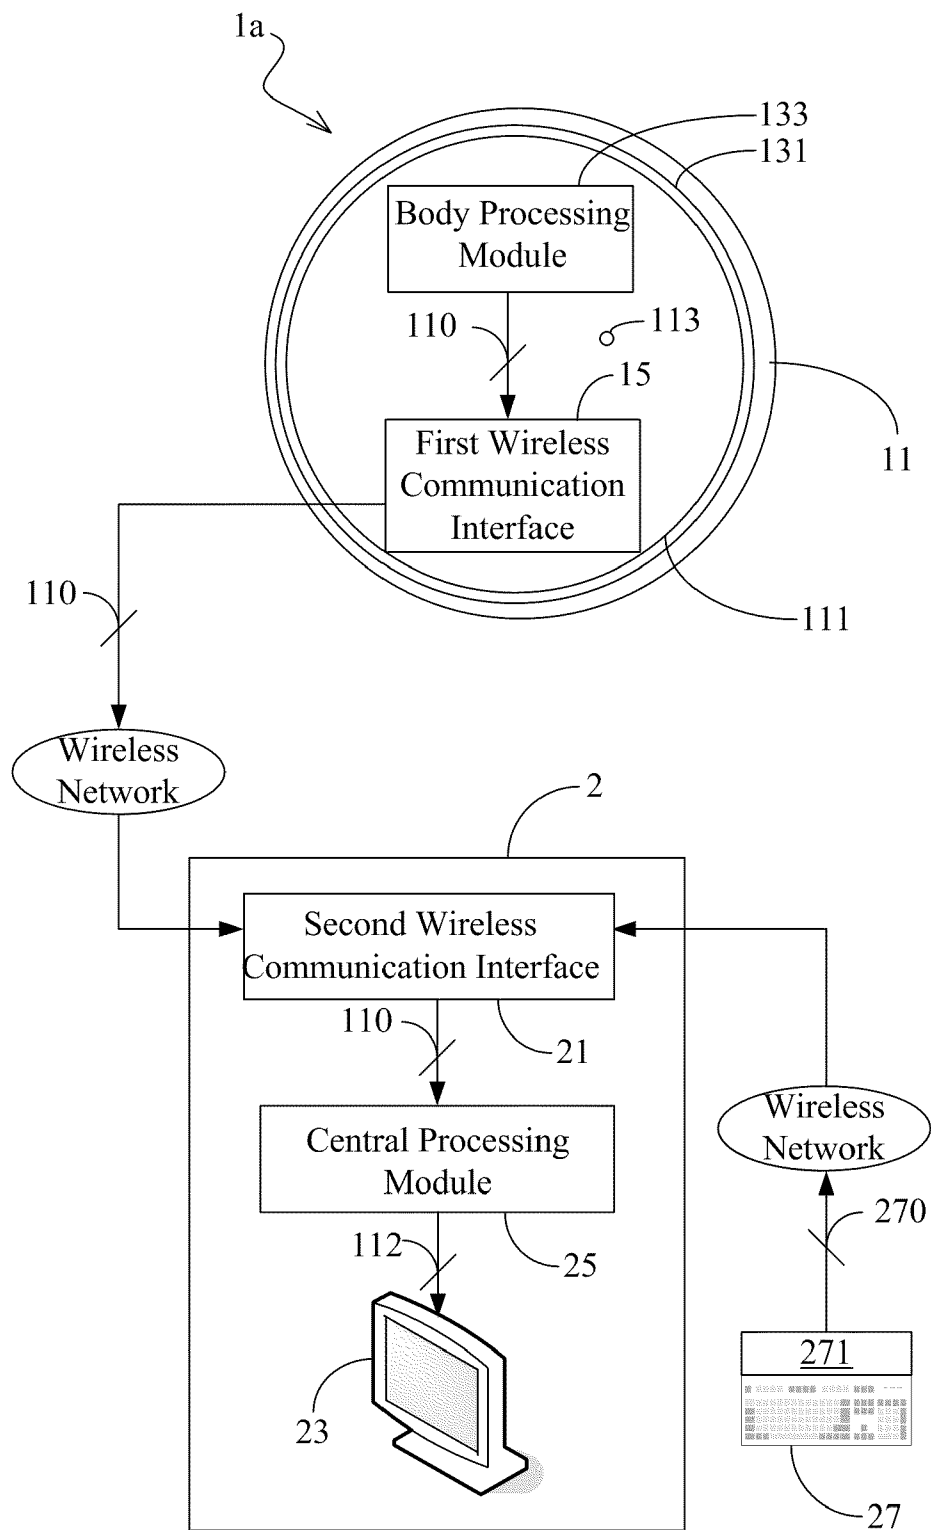 1a
133
131
Body Processing
Module
110
113
15
First Wireless
Communication
Interface
11
110
111
Wireless
Network
2
Second Wireless
Communication Interface
110
21
Wireless
Network
Central Processing
Module
270
112
25
271
23
27